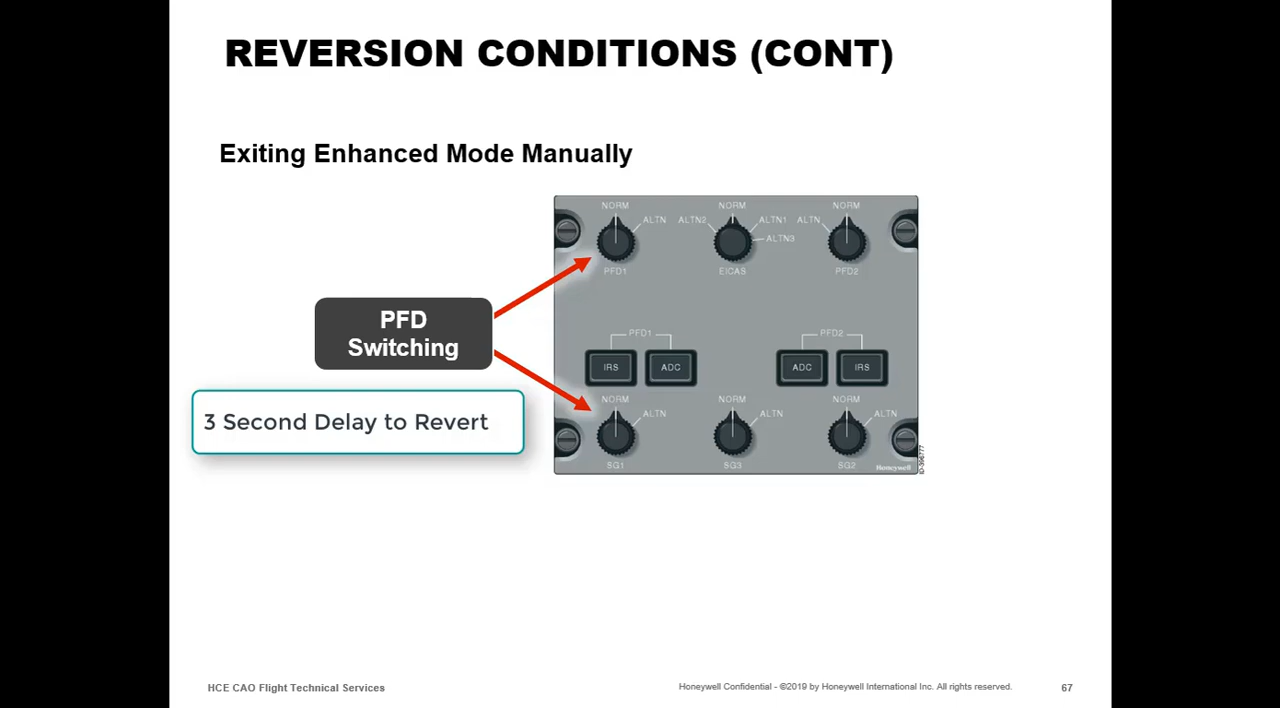 REVERSION CONDITIONS (CONT)
Exiting Enhanced Mode Manually
NORM NORM NORM
ALTN ALTN2 ALTN1 ALTN
ALTN3
PFD1 EICAS PFD2
PFD
Switching
PFD1 PFD2
IRS ADC ADC IRS
NORM NORM NORM
ALTN ALTN ALTN
3 Second Delay to Revert
SG1 SG3 SG2
Honeywell
ID-396777
HCE CAO Flight Technical Services
Honeywell Confidential - ©2019 by Honeywell International Inc. All rights reserved.
67